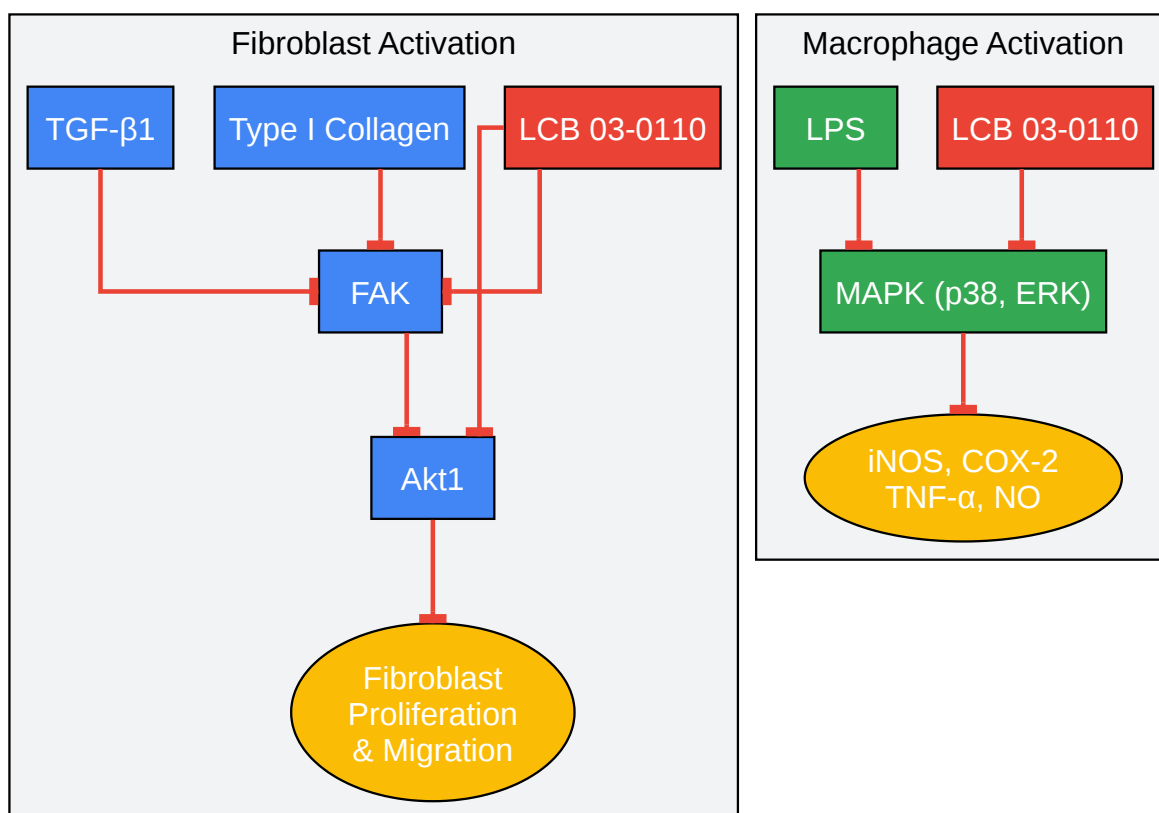 Fibroblast Activation
TGF-β1
Type I Collagen
LCB 03-0110
FAK
Akt1
Fibroblast
Proliferation
& Migration
Macrophage Activation
LPS
LCB 03-0110
MAPK (p38, ERK)
iNOS, COX-2
TNF-α, NO